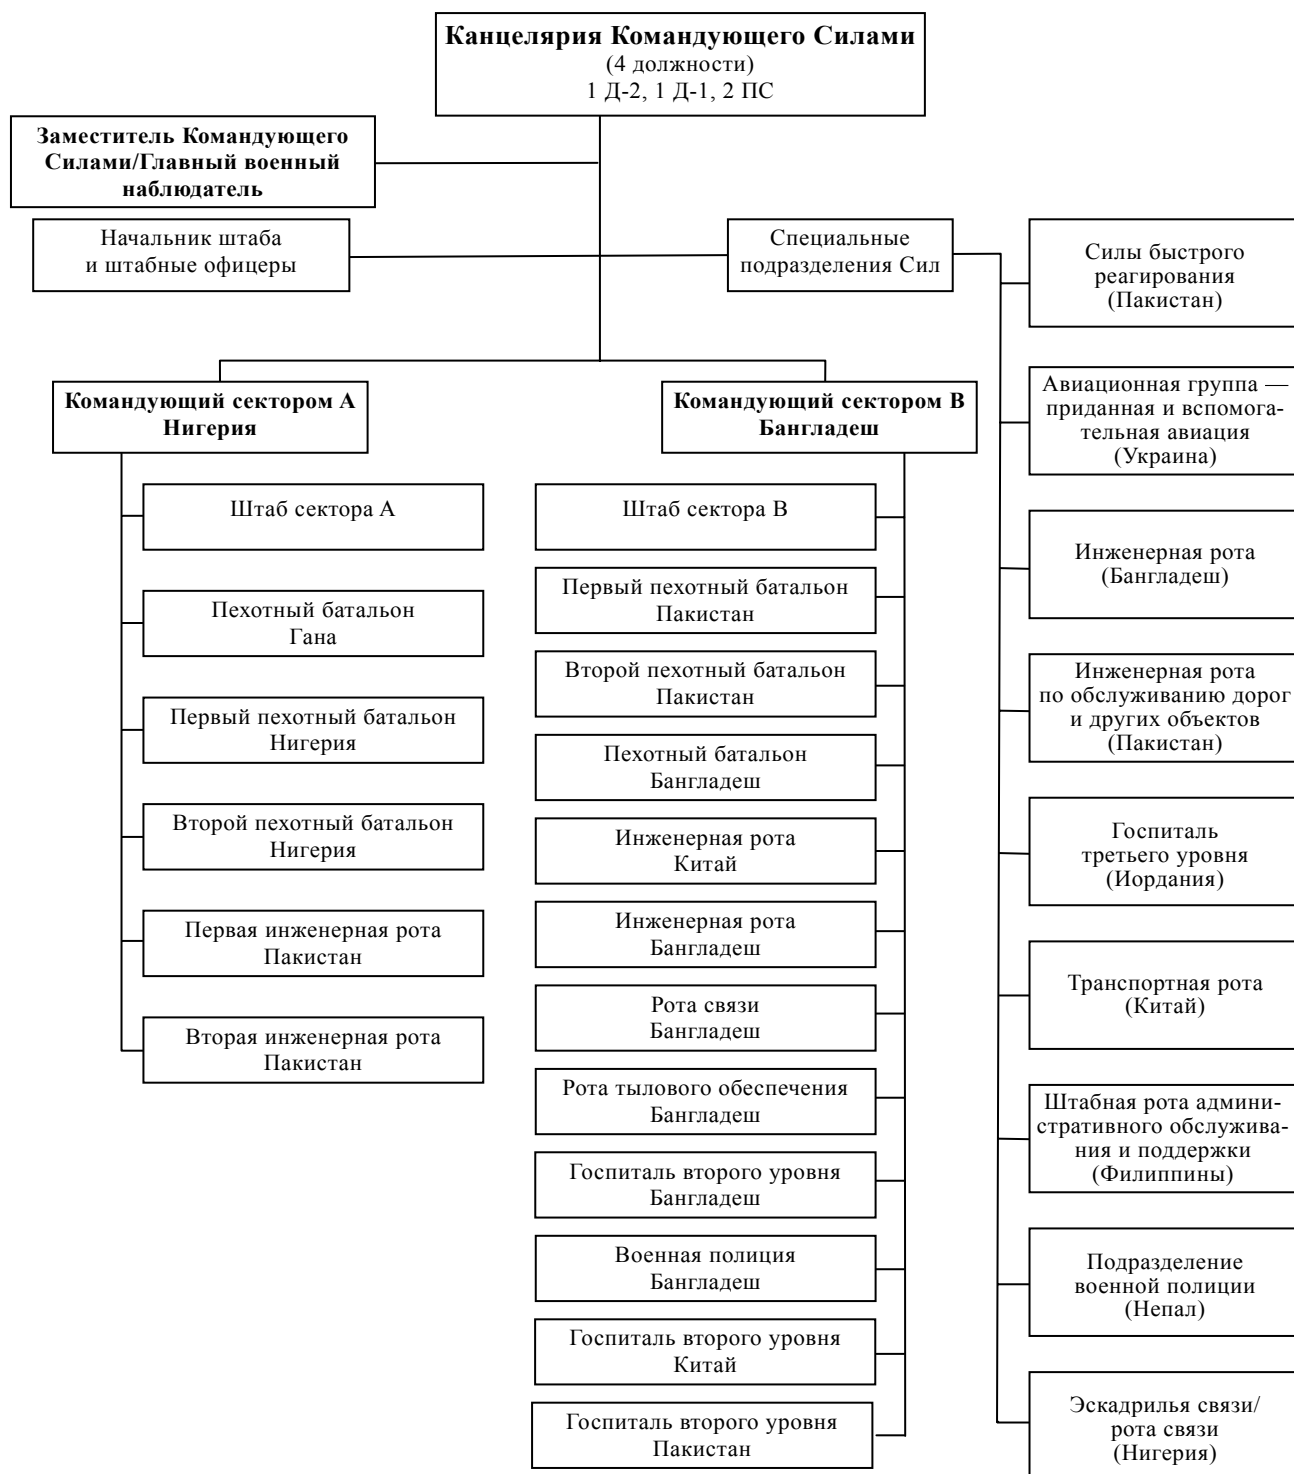 Канцелярия Командующего Силами
(4 должности)
1 Д-2, 1 Д-1, 2 ПС
Заместитель Командующего
Силами/Главный военный
наблюдатель
Начальник штаба
и штабные офицеры
Специальные
подразделения Сил
Командующий сектором А
Нигерия
Штаб сектора А
Пехотный батальон
Гана
Первый пехотный батальон
Нигерия
Второй пехотный батальон
Нигерия
Первая инженерная рота
Пакистан
Вторая инженерная рота
Пакистан
Командующий сектором В
Бангладеш
Штаб сектора В
Первый пехотный батальон
Пакистан
Второй пехотный батальон
Пакистан
Пехотный батальон
Бангладеш
Инженерная рота
Китай
Инженерная рота
Бангладеш
Рота связи
Бангладеш
Рота тылового обеспечения
Бангладеш
Госпиталь второго уровня
Бангладеш
Военная полиция
Бангладеш
Госпиталь второго уровня
Китай
Госпиталь второго уровня
Пакистан
Силы быстрого
реагирования
(Пакистан)
Авиационная группа —
приданная и вспомога-
тельная авиация
(Украина)
Инженерная рота
(Бангладеш)
Инженерная рота
по обслуживанию дорог
и других объектов
(Пакистан)
Госпиталь
третьего уровня
(Иордания)
Транспортная рота
(Китай)
Штабная рота админи-
стративного обслужива-
ния и поддержки
(Филиппины)
Подразделение
военной полиции
(Непал)
Эскадрилья связи/
рота связи
(Нигерия)